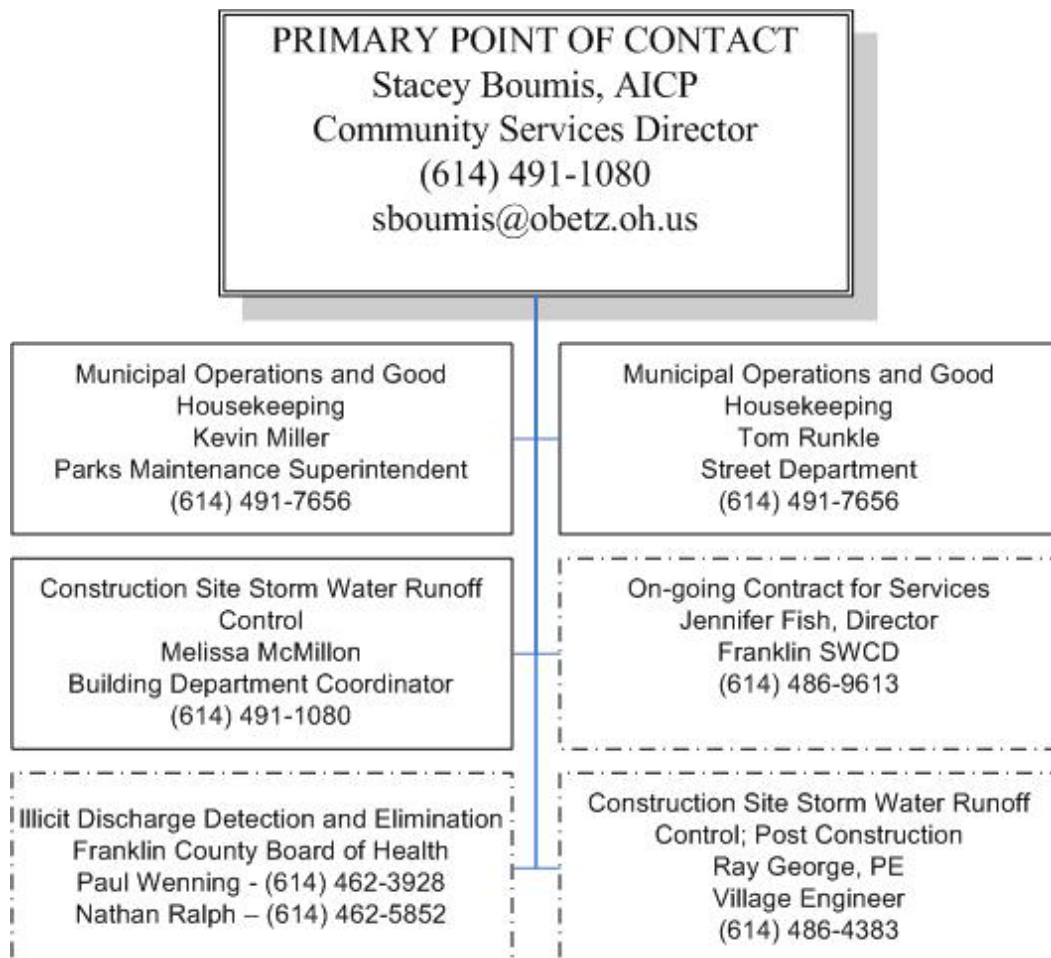 PRIMARY POINT OF CONTACT
Stacey Boumis, AICP
Community Services Director
(614) 491-1080
sboumis@obetz.oh.us
Municipal Operations and Good
Housekeeping
Kevin Miller
Parks Maintenance Superintendent
(614) 491-7656
Municipal Operations and Good
Housekeeping
Tom Runkle
Street Department
(614) 491-7656
Construction Site Storm Water Runoff
Control
Melissa McMillon
Building Department Coordinator
(614) 491-1080
On-going Contract for Services
Jennifer Fish, Director
Franklin SWCD
(614) 486-9613
Illicit Discharge Detection and Elimination
Franklin County Board of Health
Paul Wenning - (614) 462-3928
Nathan Ralph – (614) 462-5852
Construction Site Storm Water Runoff
Control; Post Construction
Ray George, PE
Village Engineer
(614) 486-4383